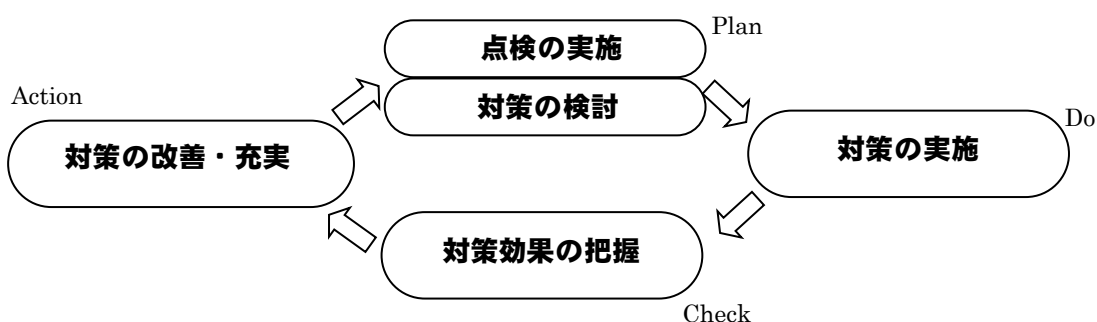 Plan
点検の実施
対策の検討
Action
Do
対策の改善・充実
対策の実施
対策効果の把握
Check